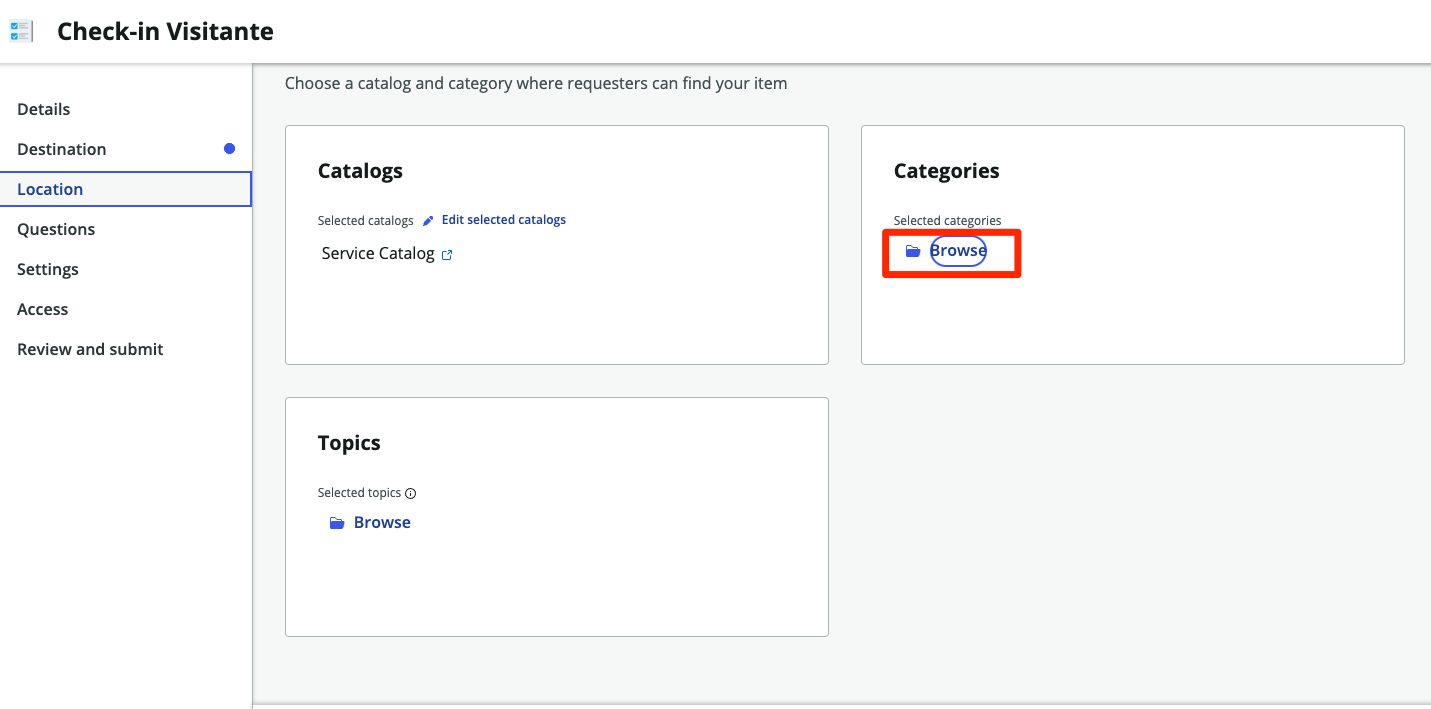 Check-in Visitante
Details
Destination
Location
Questions
Settings
Access
Review and submit
Choose a catalog and category where requesters can find your item
Catalogs
Selected catalogs Edit selected catalogs
Service Catalog
Categories
Selected categories
Browse
Topics
Selected topics
Browse